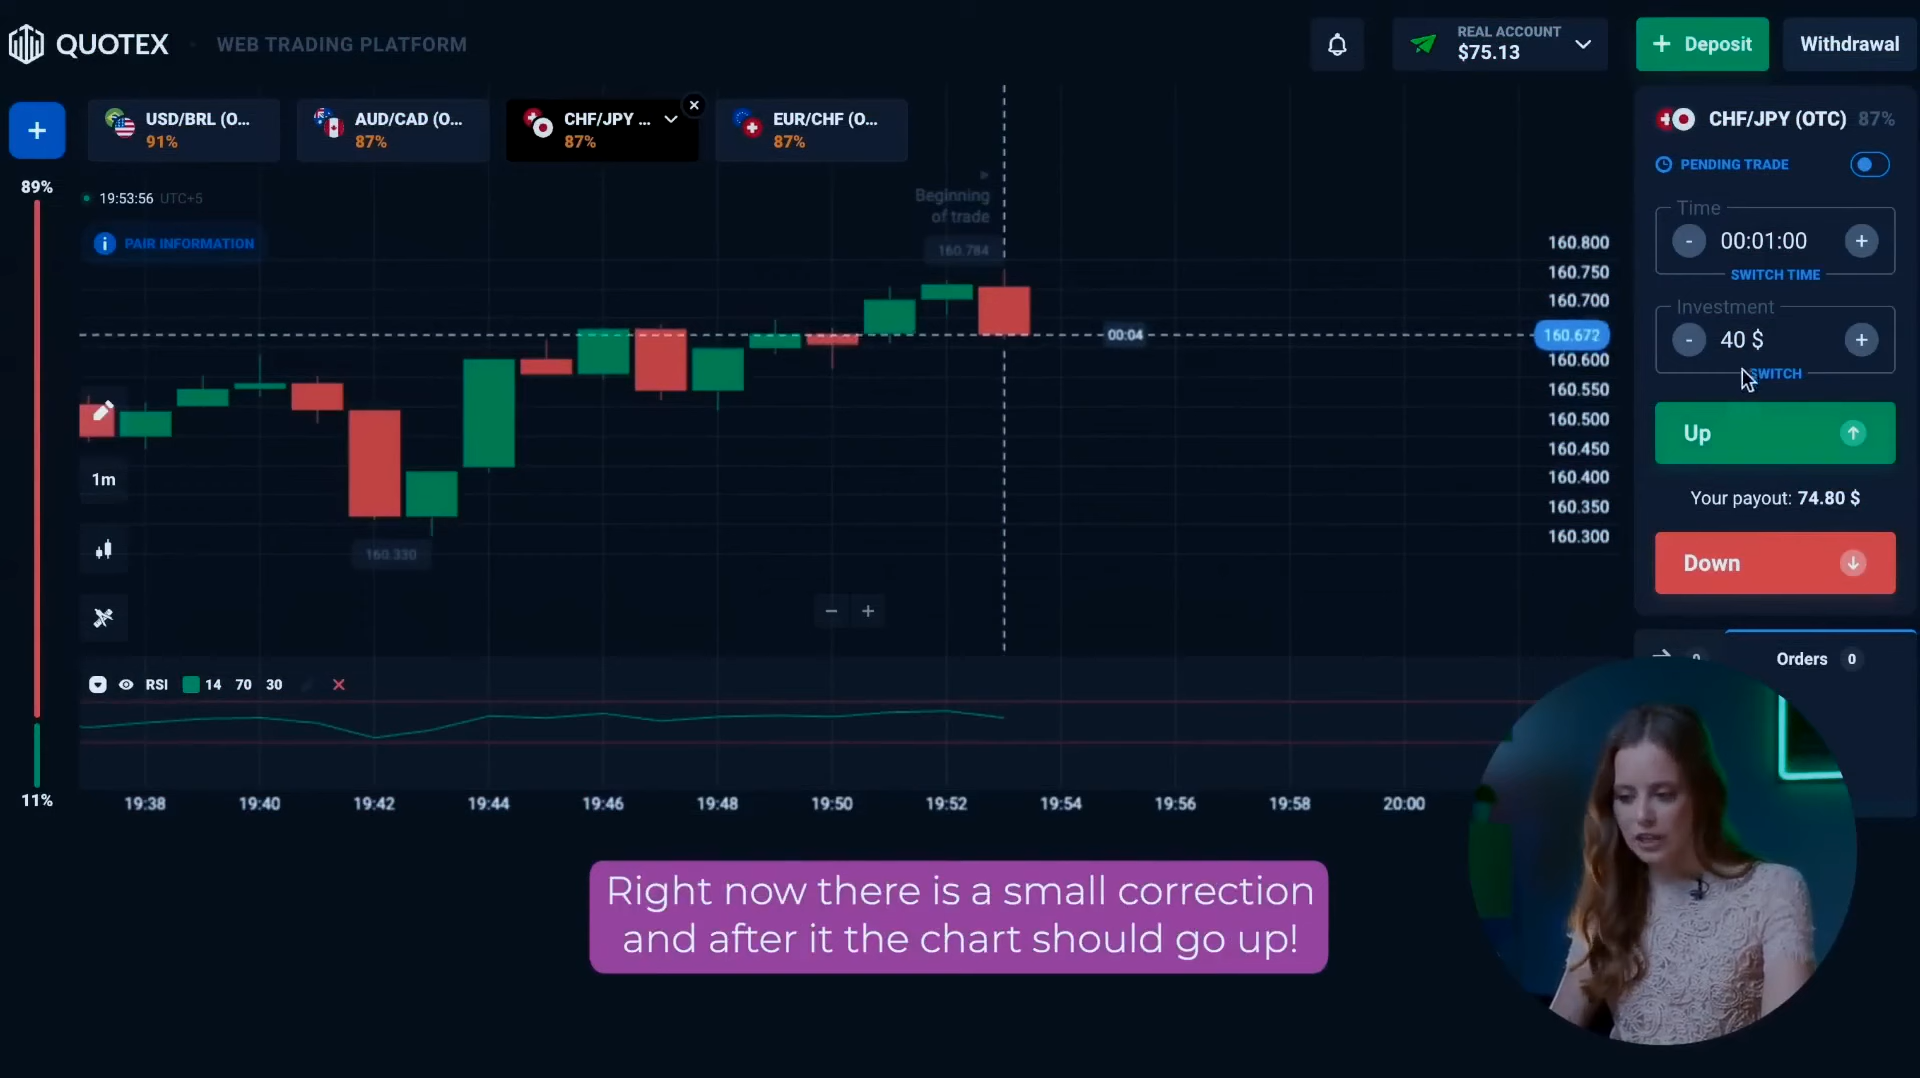 QUOTEX
WEB TRADING PLATFORM
REAL ACCOUNT
$75.13
+ Deposit
Withdrawal
USD/BRL (O...
91%
AUD/CAD (O...
87%
CHF/JPY ...
87%
EUR/CHF (O...
87%
CHF/JPY (OTC) 87%
PENDING TRADE
Time
- 00:01:00 +
SWITCH TIME
Investment
- 40 $ +
SWITCH
Up
Your payout: 74.80 $
Down
Orders 0
89%
19:53:56 UTC+5
PAIR INFORMATION
Beginning
of trade
160.784
160.800
160.750
160.700
00:04
160.672
160.600
160.550
160.500
160.450
160.400
160.350
160.300
1m
160.330
RSI 14 70 30
11%
19:38 19:40 19:42 19:44 19:46 19:48 19:50 19:52 19:54 19:56 19:58 20:00
Right now there is a small correction
and after it the chart should go up!